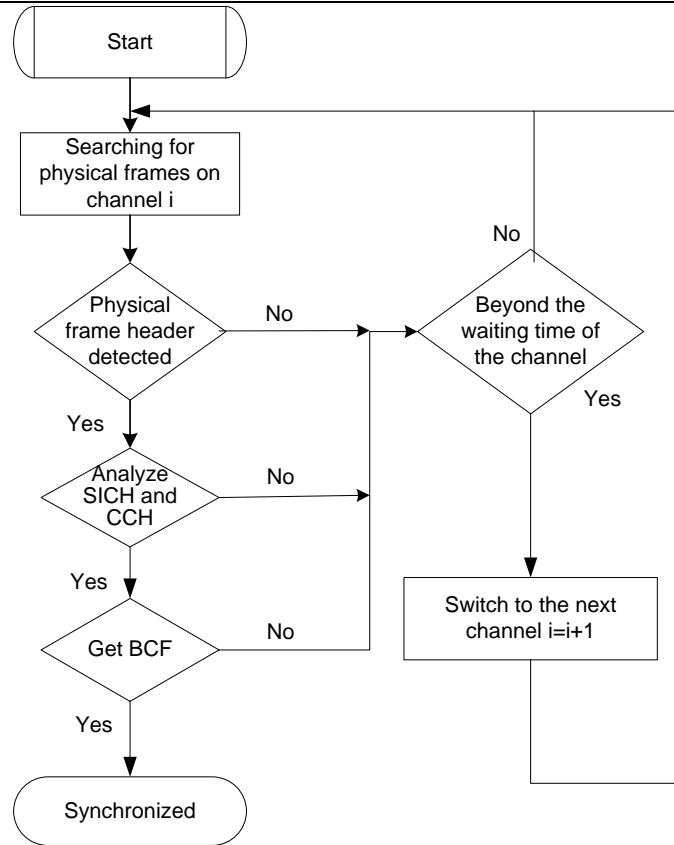 Start
Searching for
physical frames on
channel i
No
Physical
frame header
detected
No
Beyond the
waiting time of
the channel
Yes
Yes
Analyze
SICH and
CCH
No
Yes
Get BCF
No
Switch to the next
channel i=i+1
Yes
Synchronized